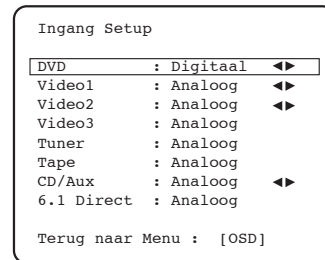 Ingang Setup
DVD : Digitaal ◄►
Video1 : Analoog ◄►
Video2 : Analoog ◄►
Video3 : Analoog
Tuner : Analoog
Tape : Analoog
CD/Aux : Analoog ◄►
6.1 Direct : Analoog
Terug naar Menu : [OSD]